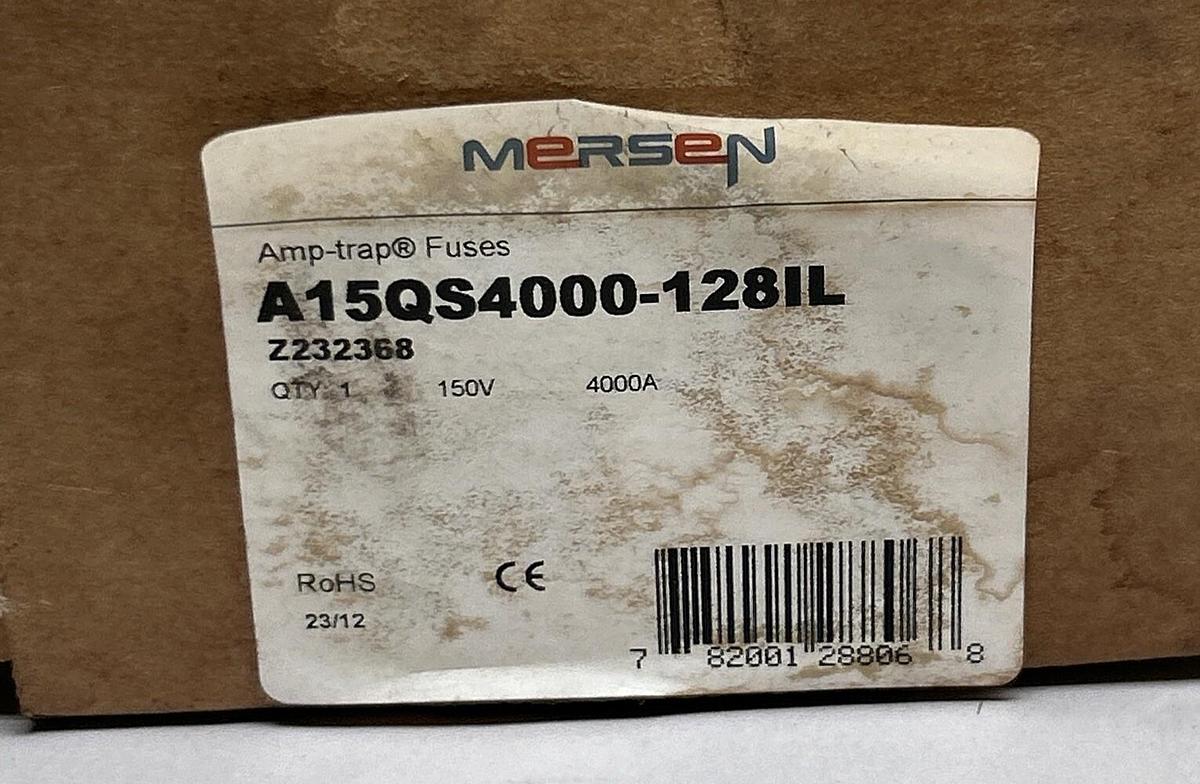 MERSEN
Amp-trap® Fuses
A15QS4000-128IL
Z232368
QTY 1 150V 4000A
RoHS CE
23/12
7 82001 28806 8